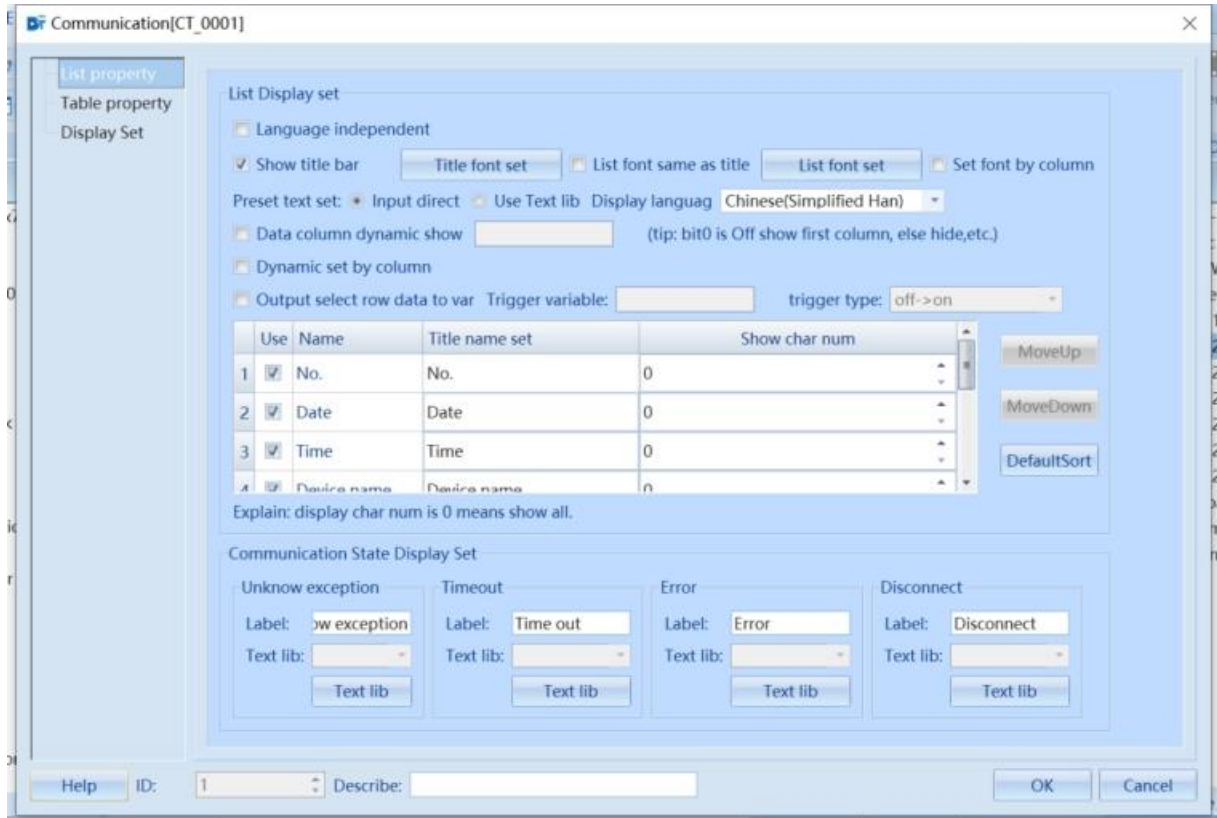 Communication[CT_0001]
List property
Table property
Display Set
List Display set
Language independent
Show title bar Title font set List font same as title List font set Set font by column
Preset text set: Input direct Use Text lib Display languag Chinese(Simplified Han)
Data column dynamic show (tip: bit0 is Off show first column, else hide,etc.)
Dynamic set by column
Output select row data to var Trigger variable: trigger type: off->on
Use Name Title name set Show char num
1 No. No. 0
2 Date Date 0
3 Time Time 0
4 Device name Device name 0
MoveUp
MoveDown
DefaultSort
Explain: display char num is 0 means show all.
Communication State Display Set
Unknow exception Timeout Error Disconnect
Label: ow exception Label: Time out Label: Error Label: Disconnect
Text lib: Text lib: Text lib: Text lib:
Text lib Text lib Text lib Text lib
Help ID: 1 Describe: OK Cancel